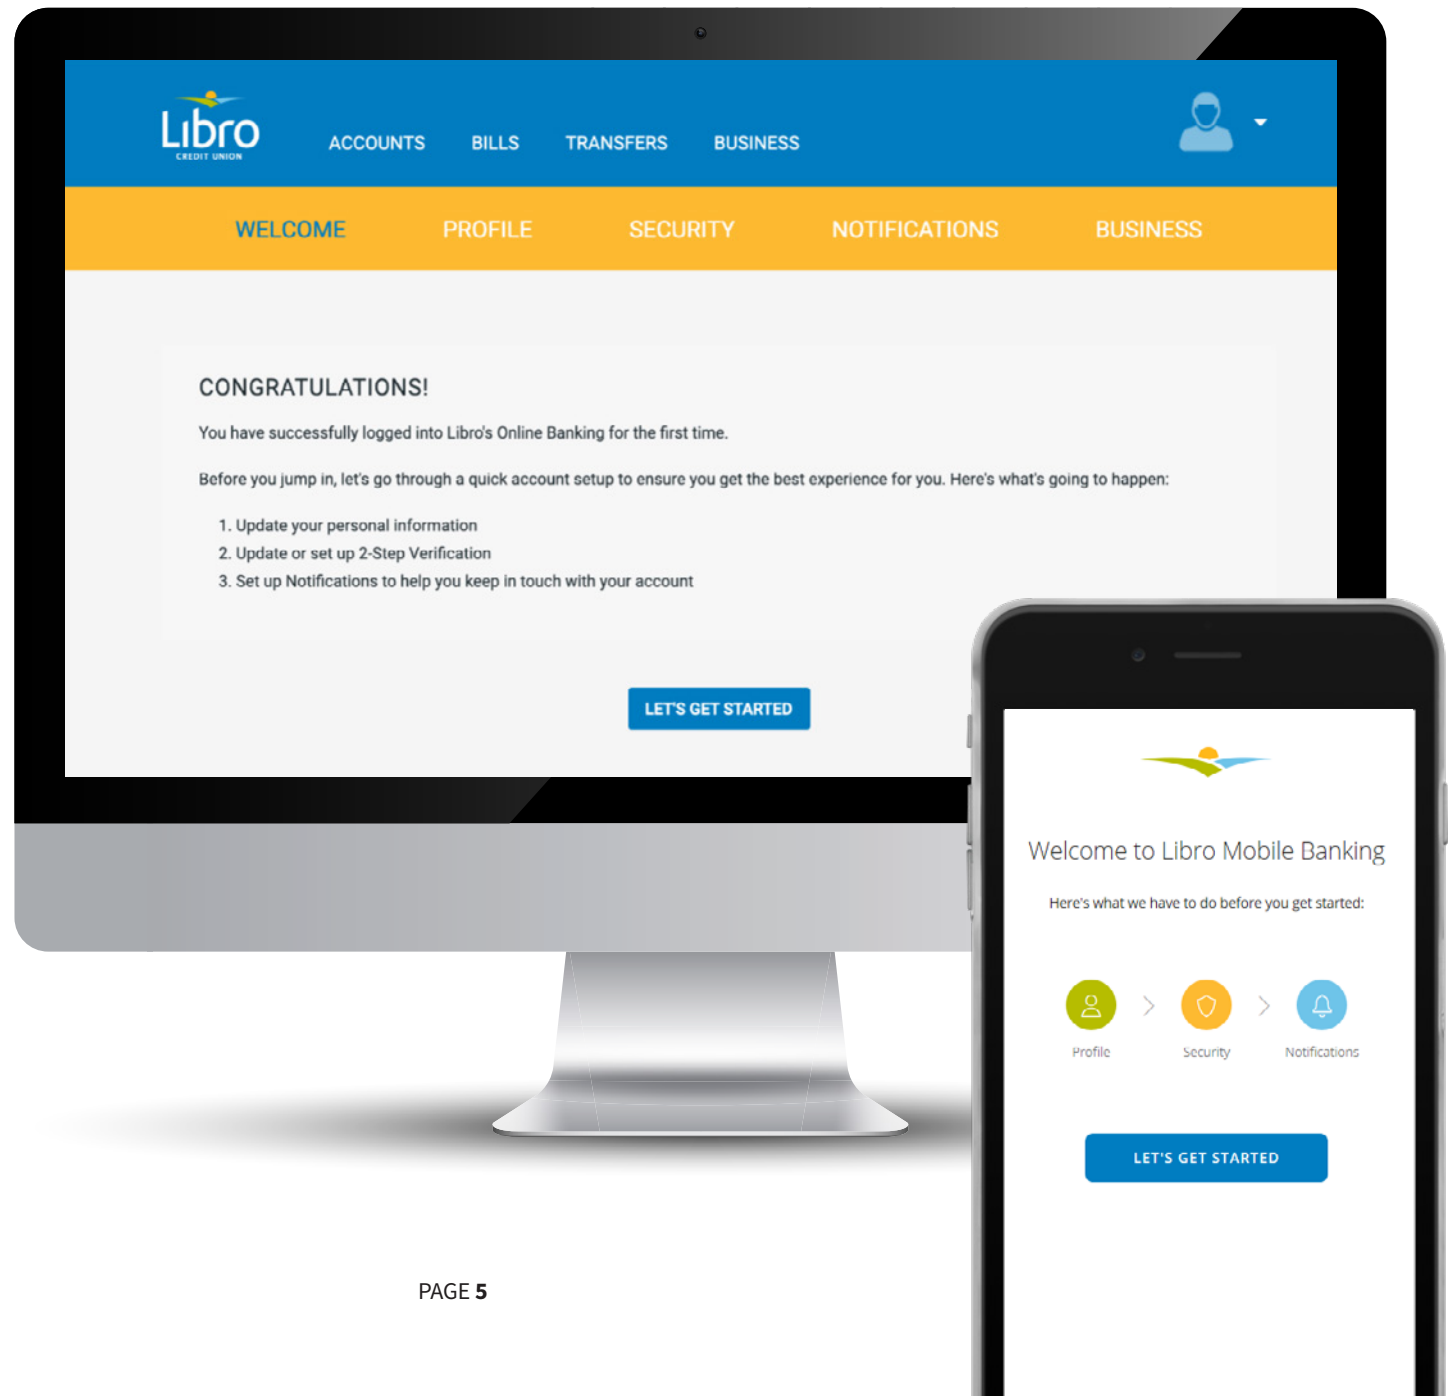 Libro
CREDIT UNION
ACCOUNTS BILLS TRANSFERS BUSINESS
WELCOME PROFILE SECURITY NOTIFICATIONS BUSINESS
CONGRATULATIONS!
You have successfully logged into Libro's Online Banking for the first time.
Before you jump in, let's go through a quick account setup to ensure you get the best experience for you. Here's what's going to happen:
1. Update your personal information
2. Update or set up 2-Step Verification
3. Set up Notifications to help you keep in touch with your account
LET'S GET STARTED
Welcome to Libro Mobile Banking
Here's what we have to do before you get started:
Profile Security Notifications
LET'S GET STARTED
PAGE 5